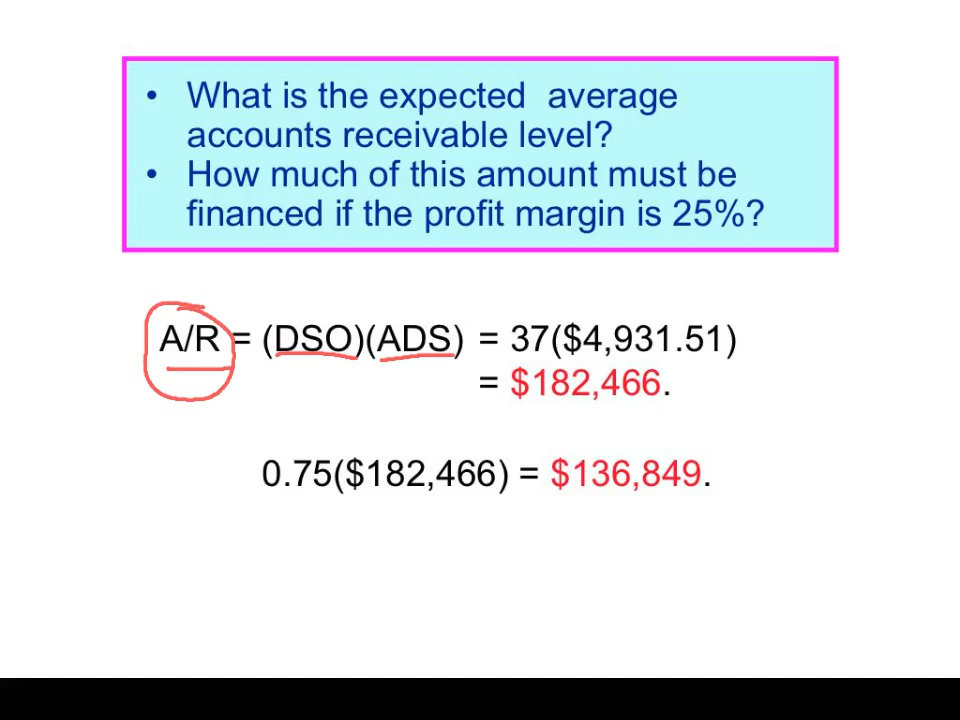 • What is the expected average
accounts receivable level?
• How much of this amount must be
financed if the profit margin is 25%?
A/R = (DSO)(ADS) = 37($4,931.51)
= $182,466.
0.75($182,466) = $136,849.